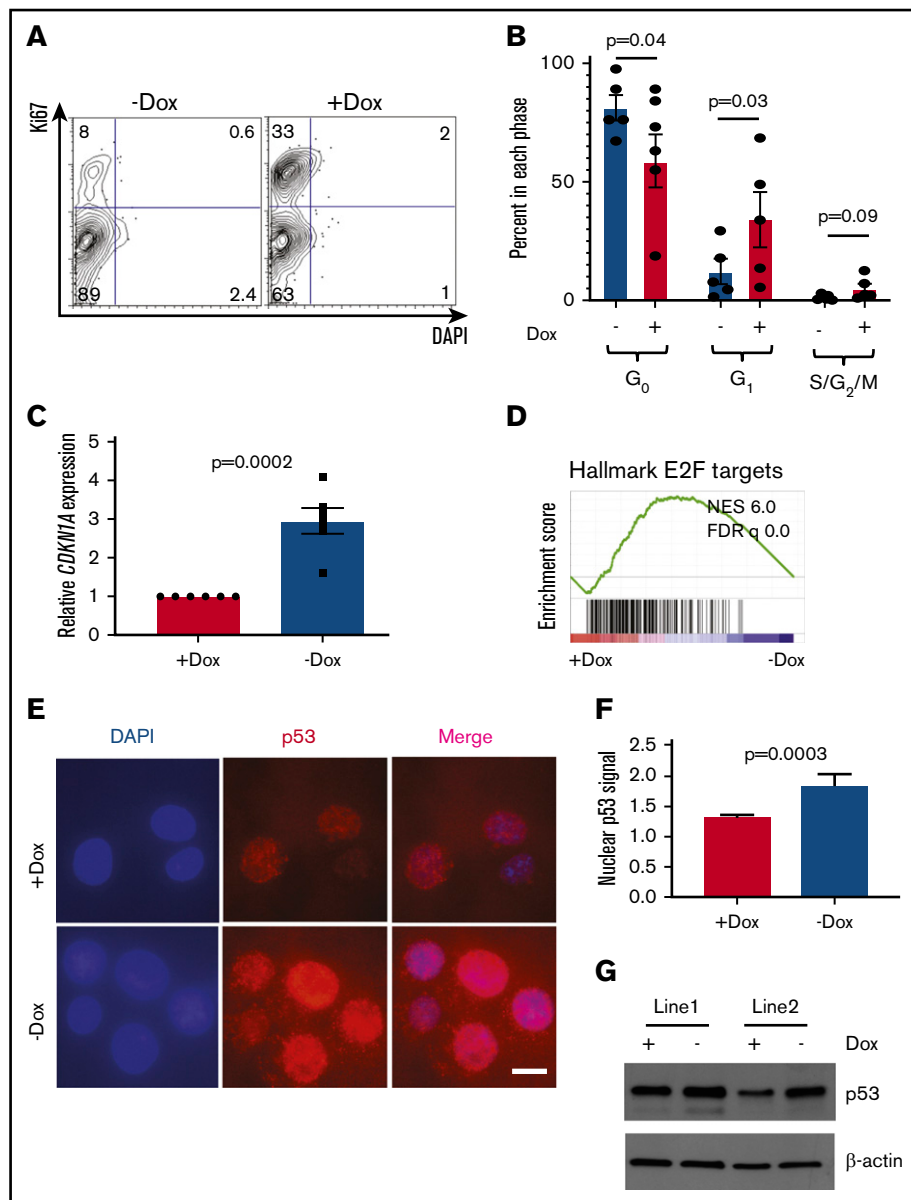 A
-Dox
+Dox
Ki67
8
0.6
33
2
89
2.4
63
1
DAPI
B
p=0.04
p=0.03
p=0.09
Percent in each phase
100
50
0
Dox
- + - + - +
G0 G1 S/G2/M
C
Relative CDKN1A expression
5
4
3
2
1
0
p=0.0002
+Dox -Dox
D
Hallmark E2F targets
NES 6.0
FDR q 0.0
Enrichment score
+Dox -Dox
E
DAPI p53 Merge
+Dox
-Dox
F
Nuclear p53 signal
2.5
2.0
1.5
1.0
0.5
0.0
p=0.0003
+Dox -Dox
G
Line1 Line2
+ - + - Dox
p53
β-actin